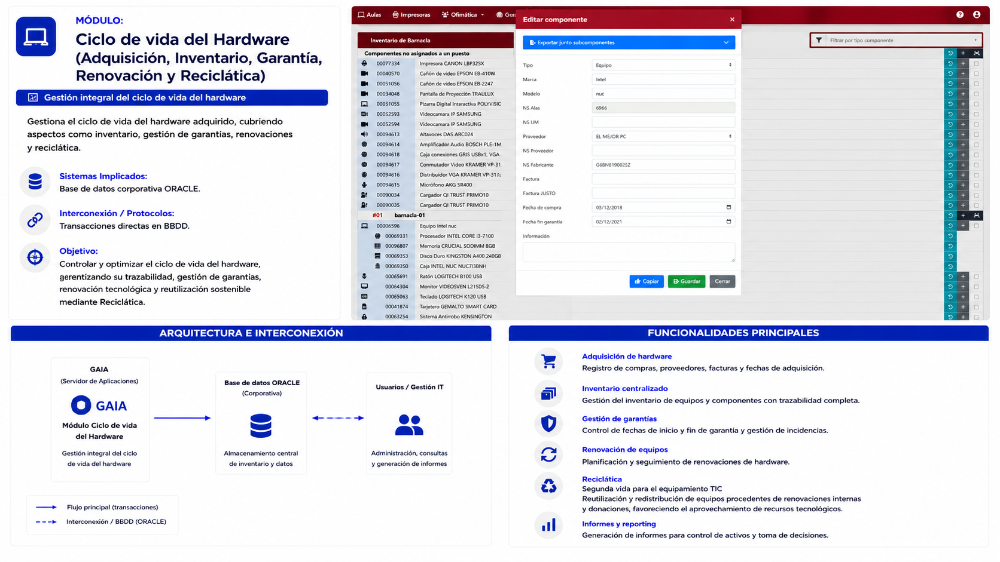 MÓDULO:
Ciclo de vida del Hardware
(Adquisición, Inventario, Garantía,
Renovación y Reciclática)
Gestión integral del ciclo de vida del hardware
Gestiona el ciclo de vida del hardware adquirido, cubriendo
aspectos como inventario, gestión de garantías, renovaciones
y reciclática.
Sistemas Implicados:
Base de datos corporativa ORACLE.
Interconexión / Protocolos:
Transacciones directas en BBDD.
Objetivo:
Controlar y optimizar el ciclo de vida del hardware,
gerentizando su trazabilidad, gestión de garantías,
renovación tecnológica y reutilización sostenible
mediante Reciclática.
Aulas Impresoras Ofimática
Inventario de Barnacla
Componentes no asignados a un puesto
00077334 Impresora CANON LBP325X
00040570 Cañón de video EPSON EB-410W
00051056 Cañón de video EPSON EB-2247
00034048 Pantalla de Proyección TRAULUX
00051055 Pizarra Digital Interactiva POLYVISIC
00052593 Videocamara IP SAMSUNG
00052594 Videocamara IP SAMSUNG
00094613 Altavoces DAS ARC024
00094614 Amplificador Audio BOSCH PLE-1M
00094618 Caja conexiones GRIS USBx1, VGA
00094617 Conmutador Video KRAMER VP-31
00094616 Distribuidor VGA KRAMER VP-31
00094615 Micrófono AKG SR400
00090034 Cargador QI TRUST PRIMO10
00090035 Cargador QI TRUST PRIMO10
#01 barnacla-01
00006596 Equipo Intel nuc
00069331 Procesador INTEL CORE i3-7100
00096807 Memoria CRUCIAL SODIMM 8GB
00069353 Disco Duro KINGSTON A400 240GB
00069350 Caja INTEL NUC NUC7I3BNH
00065691 Ratón LOGITECH B100 USB
00064304 Monitor VIDEOSVEN L215DS-2
00065063 Teclado LOGITECH K120 USB
00041874 Tarjetero GEMALTO SMART CARD
00063254 Sistema Antirrobo KENSINGTON
Editar componente
×
Exportar junto subcomponentes
Tipo Equipo
Marca Intel
Modelo nuc
NS Alas 6966
NS UM
Proveedor EL MEJOR PC
NS Proveedor
NS Fabricante G6BN819002SZ
Factura
Factura JUSTO
Fecha de compra 03/12/2018
Fecha fin garantía 02/12/2021
Información
Copiar Guardar Cerrar
Filtrar por tipo componente
ARQUITECTURA E INTERCONEXIÓN
GAIA
(Servidor de Aplicaciones)
GAIA
Módulo Ciclo de vida
del Hardware
Gestión integral del ciclo
de vida del hardware
Base de datos ORACLE
(Corporativa)
Almacenamiento central
de inventario y datos
Usuarios / Gestión IT
Administración, consultas
y generación de informes
Flujo principal (transacciones)
Interconexión / BBDD (ORACLE)
FUNCIONALIDADES PRINCIPALES
Adquisición de hardware
Registro de compras, proveedores, facturas y fechas de adquisición.
Inventario centralizado
Gestión del inventario de equipos y componentes con trazabilidad completa.
Gestión de garantías
Control de fechas de inicio y fin de garantía y gestión de incidencias.
Renovación de equipos
Planificación y seguimiento de renovaciones de hardware.
Reciclática
Segunda vida para el equipamiento TIC
Reutilización y redistribución de equipos procedentes de renovaciones internas
y donaciones, favoreciendo el aprovechamiento de recursos tecnológicos.
Informes y reporting
Generación de informes para control de activos y toma de decisiones.